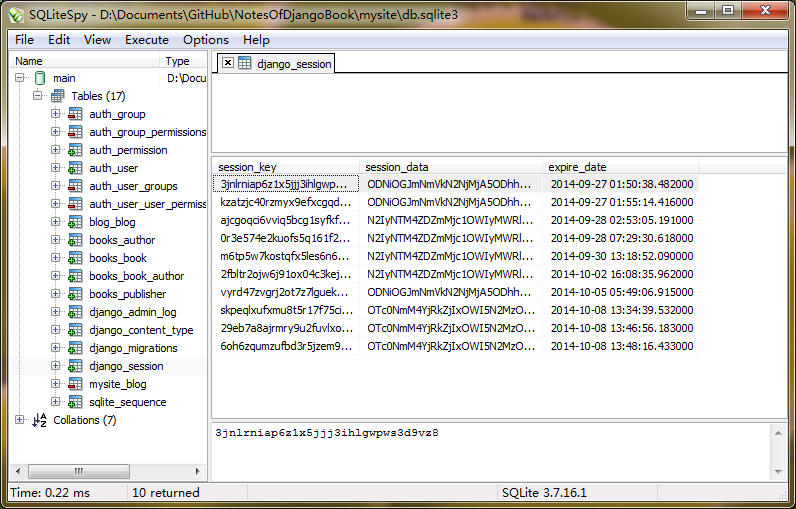 SQLiteSpy - D:\Documents\GitHub\NotesOfDjangoBook\mysite\db.sqlite3
File Edit View Execute Options Help
Name Type
main D:\Docu
Tables (17)
auth_group
auth_group_permissions
auth_permission
auth_user
auth_user_groups
auth_user_user_permiss
blog_blog
books_author
books_book
books_book_author
books_publisher
django_admin_log
django_content_type
django_migrations
django_session
mysite_blog
sqlite_sequence
Collations (7)
django_session
session_key session_data expire_date
3jnlrniap6z1x5jjj3ihlgwp... ODNiOGJmNmVkN2NjMjA5ODhh... 2014-09-27 01:50:38.482000
kzatzjc40rzmyx9efxcgqd... ODNiOGJmNmVkN2NjMjA5ODhh... 2014-09-27 01:55:14.416000
ajcgoqci6vviq5bcg1syfkf... N2IyNTM4ZDZmMjc1OWIyMWRl... 2014-09-28 02:53:05.191000
0r3e574e2kuofs5q161f2... N2IyNTM4ZDZmMjc1OWIyMWRl... 2014-09-28 07:29:30.618000
m6tp5w7kostqfx5les6n6... N2IyNTM4ZDZmMjc1OWIyMWRl... 2014-09-30 13:18:52.090000
2fbltr2ojw6j91ox04c3kej... N2IyNTM4ZDZmMjc1OWIyMWRl... 2014-10-02 16:08:35.962000
vyrd47zvgrj2ot7z7lguek... ODNiOGJmNmVkN2NjMjA5ODhh... 2014-10-05 05:49:06.915000
skpeqlxufxmu8t5r17f75ci... OTc0NmM4YjRkZjIxOWI5N2MzO... 2014-10-08 13:34:39.532000
29eb7a8ajrmry9u2fuvlxo... OTc0NmM4YjRkZjIxOWI5N2MzO... 2014-10-08 13:46:56.183000
6oh6zqumzufbd3r5jzem9... OTc0NmM4YjRkZjIxOWI5N2MzO... 2014-10-08 13:48:16.433000
3jnlrniap6z1x5jjj3ihlgwpws3d9vz8
Time: 0.22 ms 10 returned SQLite 3.7.16.1